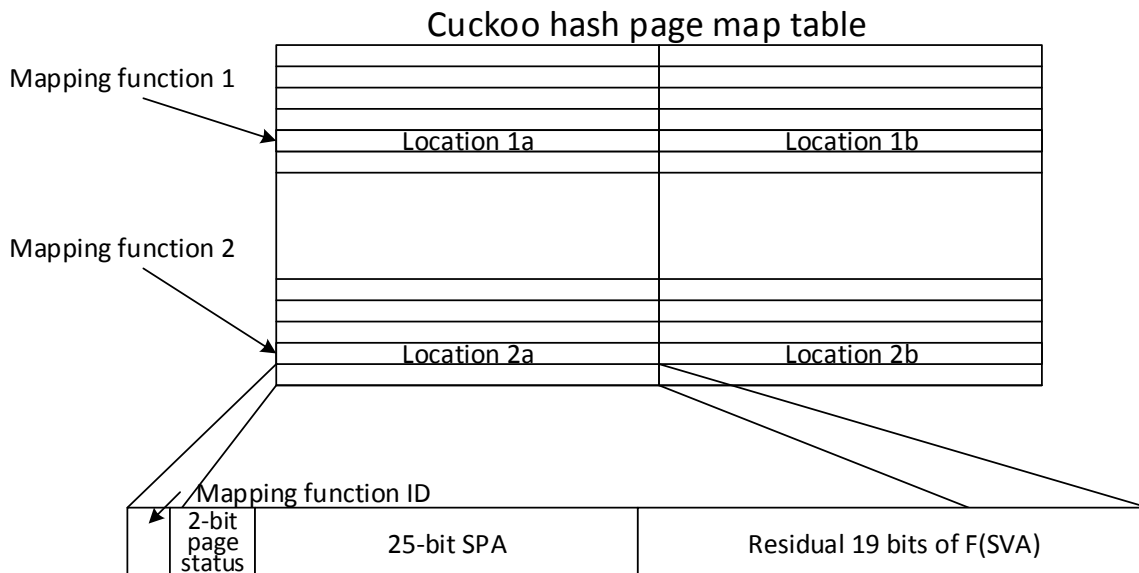 Cuckoo hash page map table
Mapping function 1
Location 1a
Location 1b
Mapping function 2
Location 2a
Location 2b
Mapping function ID
2-bit
page
status
25-bit SPA
Residual 19 bits of F(SVA)